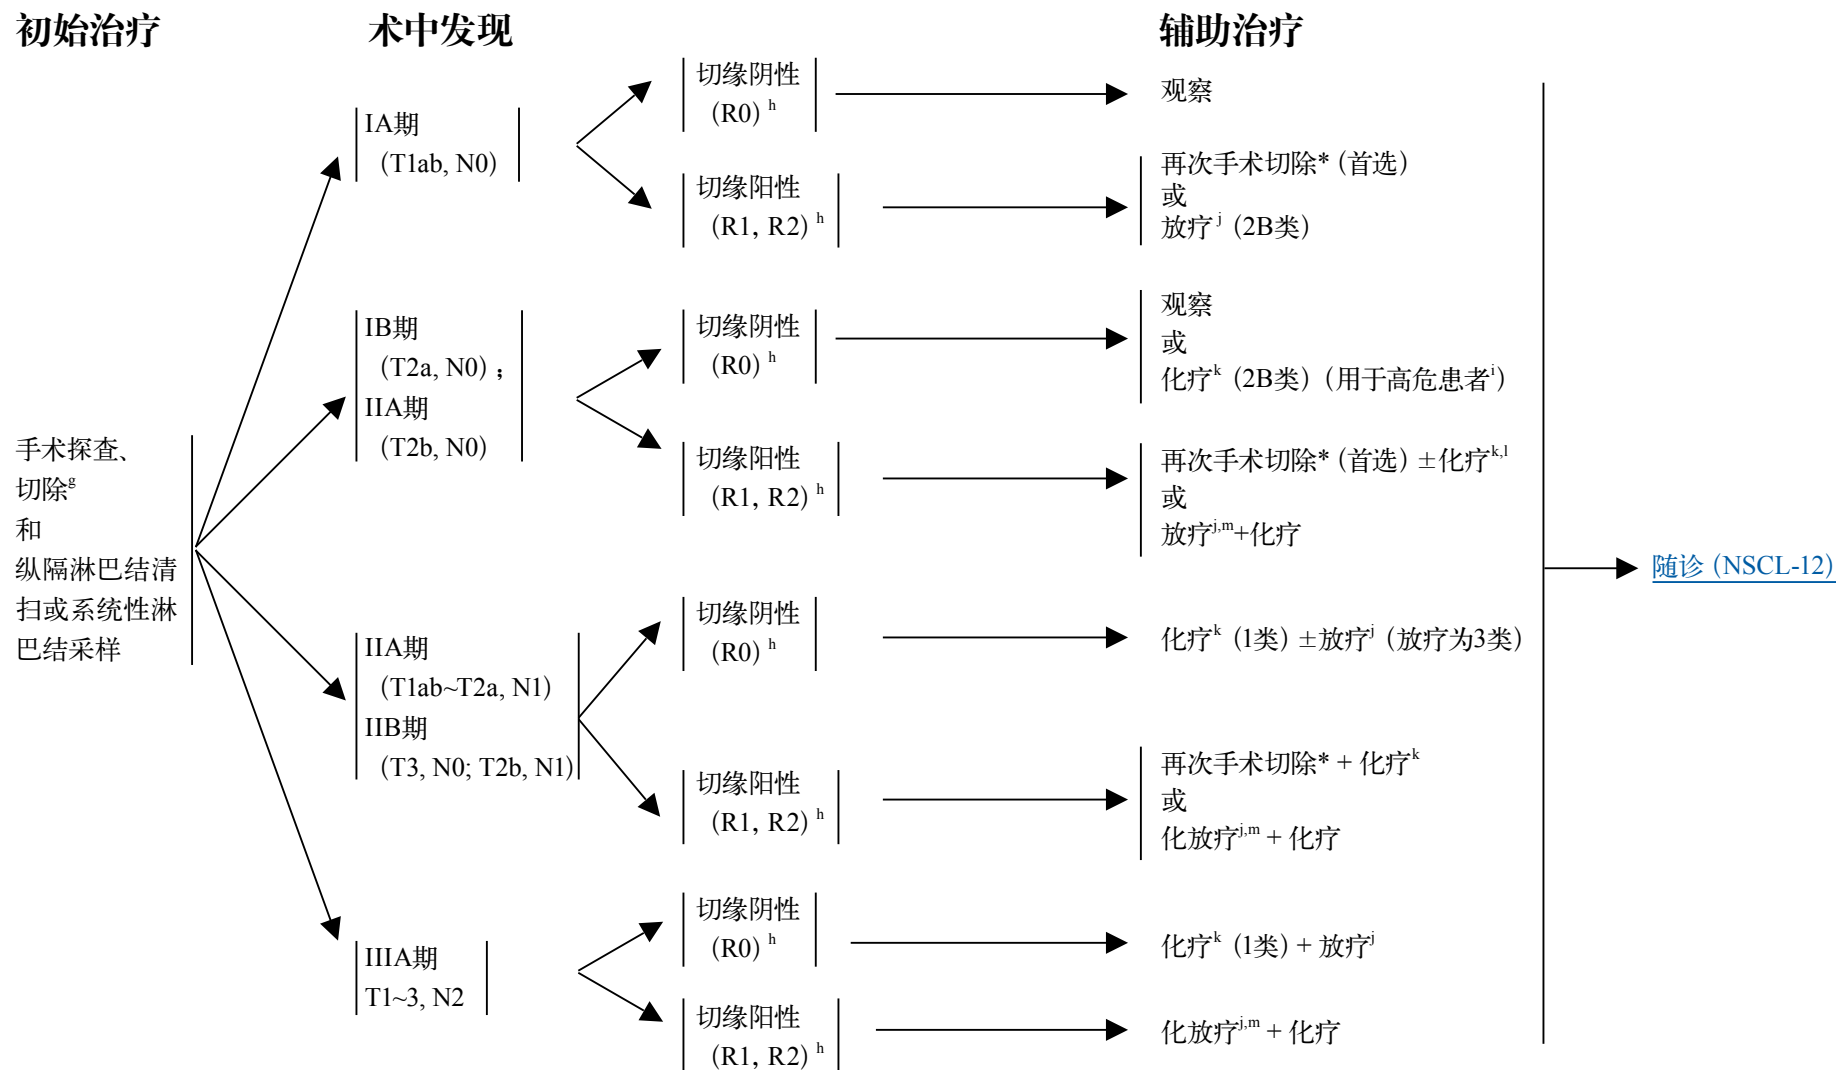 初始治疗
术中发现
辅助治疗
手术探查、
切除g
和
纵隔淋巴结清
扫或系统性淋
巴结采样
IA期
(T1ab, N0)
切缘阴性
(R0) h
观察
切缘阳性
(R1, R2) h
再次手术切除* (首选)
或
放疗j (2B类)
IB期
(T2a, N0) ;
IIA期
(T2b, N0)
切缘阴性
(R0) h
观察
或
化疗k (2B类) (用于高危患者i)
切缘阳性
(R1, R2) h
再次手术切除* (首选) ±化疗k,l
或
放疗j,m+化疗
IIA期
(T1ab~T2a, N1)
IIB期
(T3, N0; T2b, N1)
切缘阴性
(R0) h
化疗k (1类) ±放疗j (放疗为3类)
切缘阳性
(R1, R2) h
再次手术切除* + 化疗k
或
化放疗j,m + 化疗
IIIA期
T1~3, N2
切缘阴性
(R0) h
化疗k (1类) + 放疗j
切缘阳性
(R1, R2) h
化放疗j,m + 化疗
随诊 (NSCL-12)